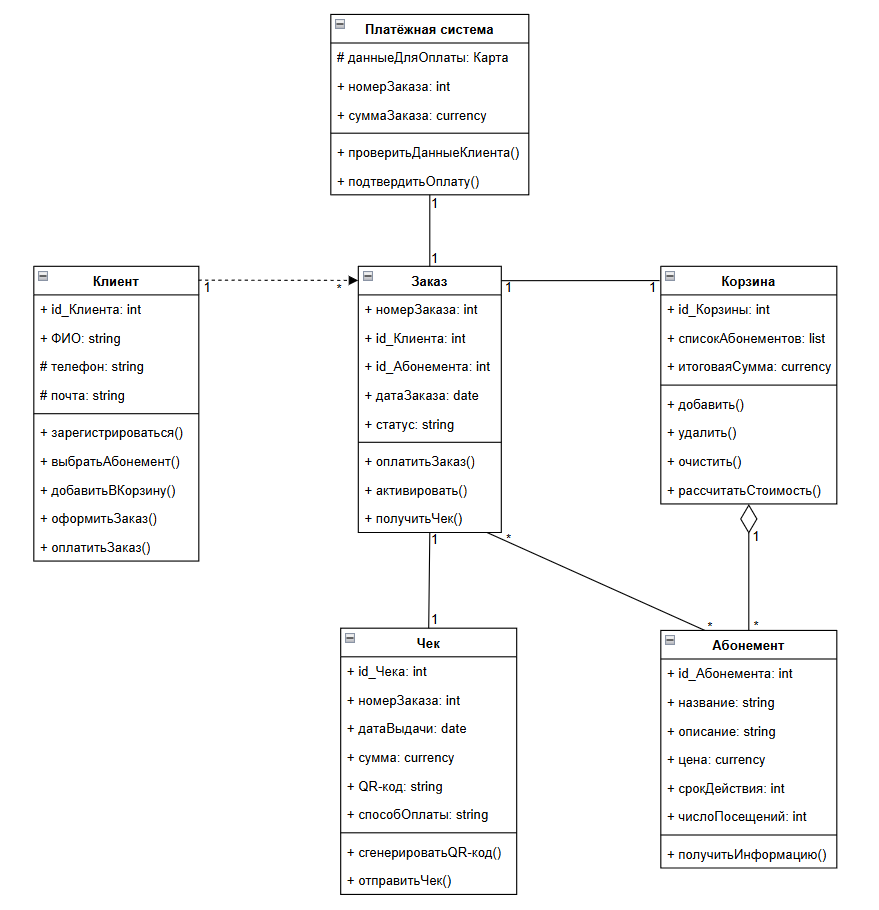 Платёжная система
# данныеДляОплаты: Карта
+ номерЗаказа: int
+ суммаЗаказа: currency
+ проверитьДанныеКлиента()
+ подтвердитьОплату()
1
1
Клиент
+ id_Клиента: int
+ ФИО: string
# телефон: string
# почта: string
+ зарегистрироваться()
+ выбратьАбонемент()
+ добавитьВКорзину()
+ оформитьЗаказ()
+ оплатитьЗаказ()
1
*
Заказ
+ номерЗаказа: int
+ id_Клиента: int
+ id_Абонемента: int
+ датаЗаказа: date
+ статус: string
+ оплатитьЗаказ()
+ активировать()
+ получитьЧек()
1
1
Корзина
+ id_Корзины: int
+ списокАбонементов: list
+ итоговаяСумма: currency
+ добавить()
+ удалить()
+ очистить()
+ рассчитатьСтоимость()
1
*
1
1
*
*
Чек
+ id_Чека: int
+ номерЗаказа: int
+ датаВыдачи: date
+ сумма: currency
+ QR-код: string
+ способОплаты: string
+ сгенерироватьQR-код()
+ отправитьЧек()
Абонемент
+ id_Абонемента: int
+ название: string
+ описание: string
+ цена: currency
+ срокДействия: int
+ числоПосещений: int
+ получитьИнформацию()